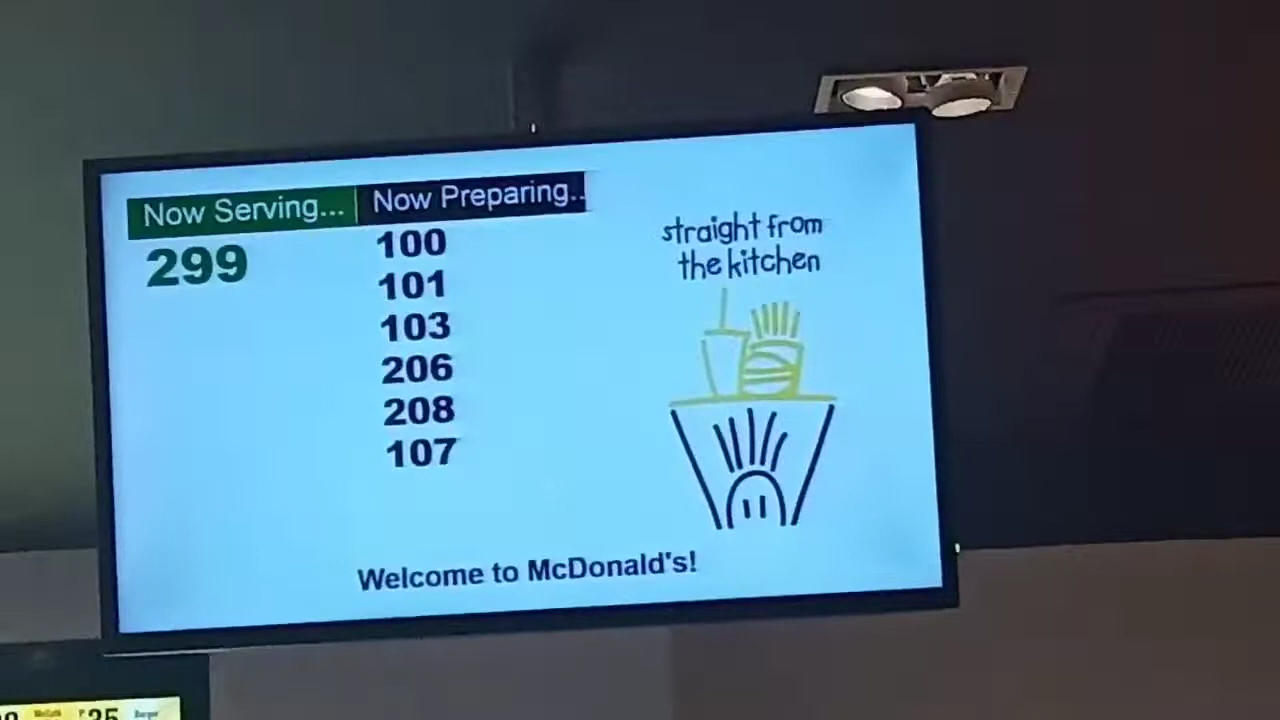 Now Serving...
299
Now Preparing..
100
101
103
206
208
107
straight from
the kitchen
Welcome to McDonald's!